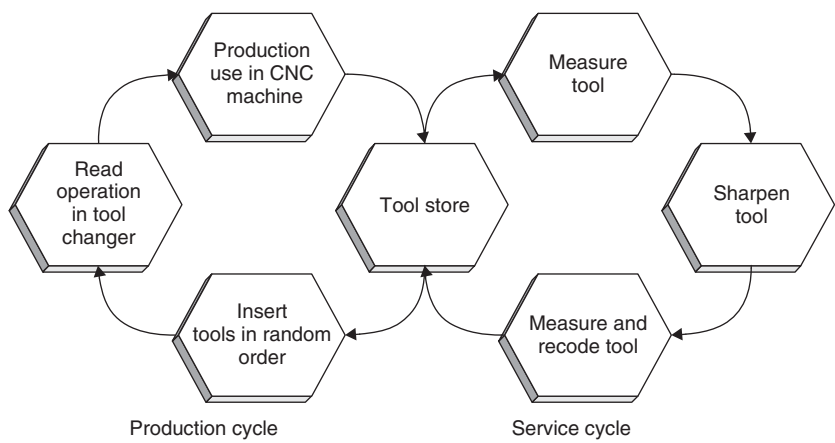 Production
use in CNC
machine
Measure
tool
Read
operation
in tool
changer
Tool store
Sharpen
tool
Insert
tools in random
order
Measure and
recode tool
Production cycle
Service cycle